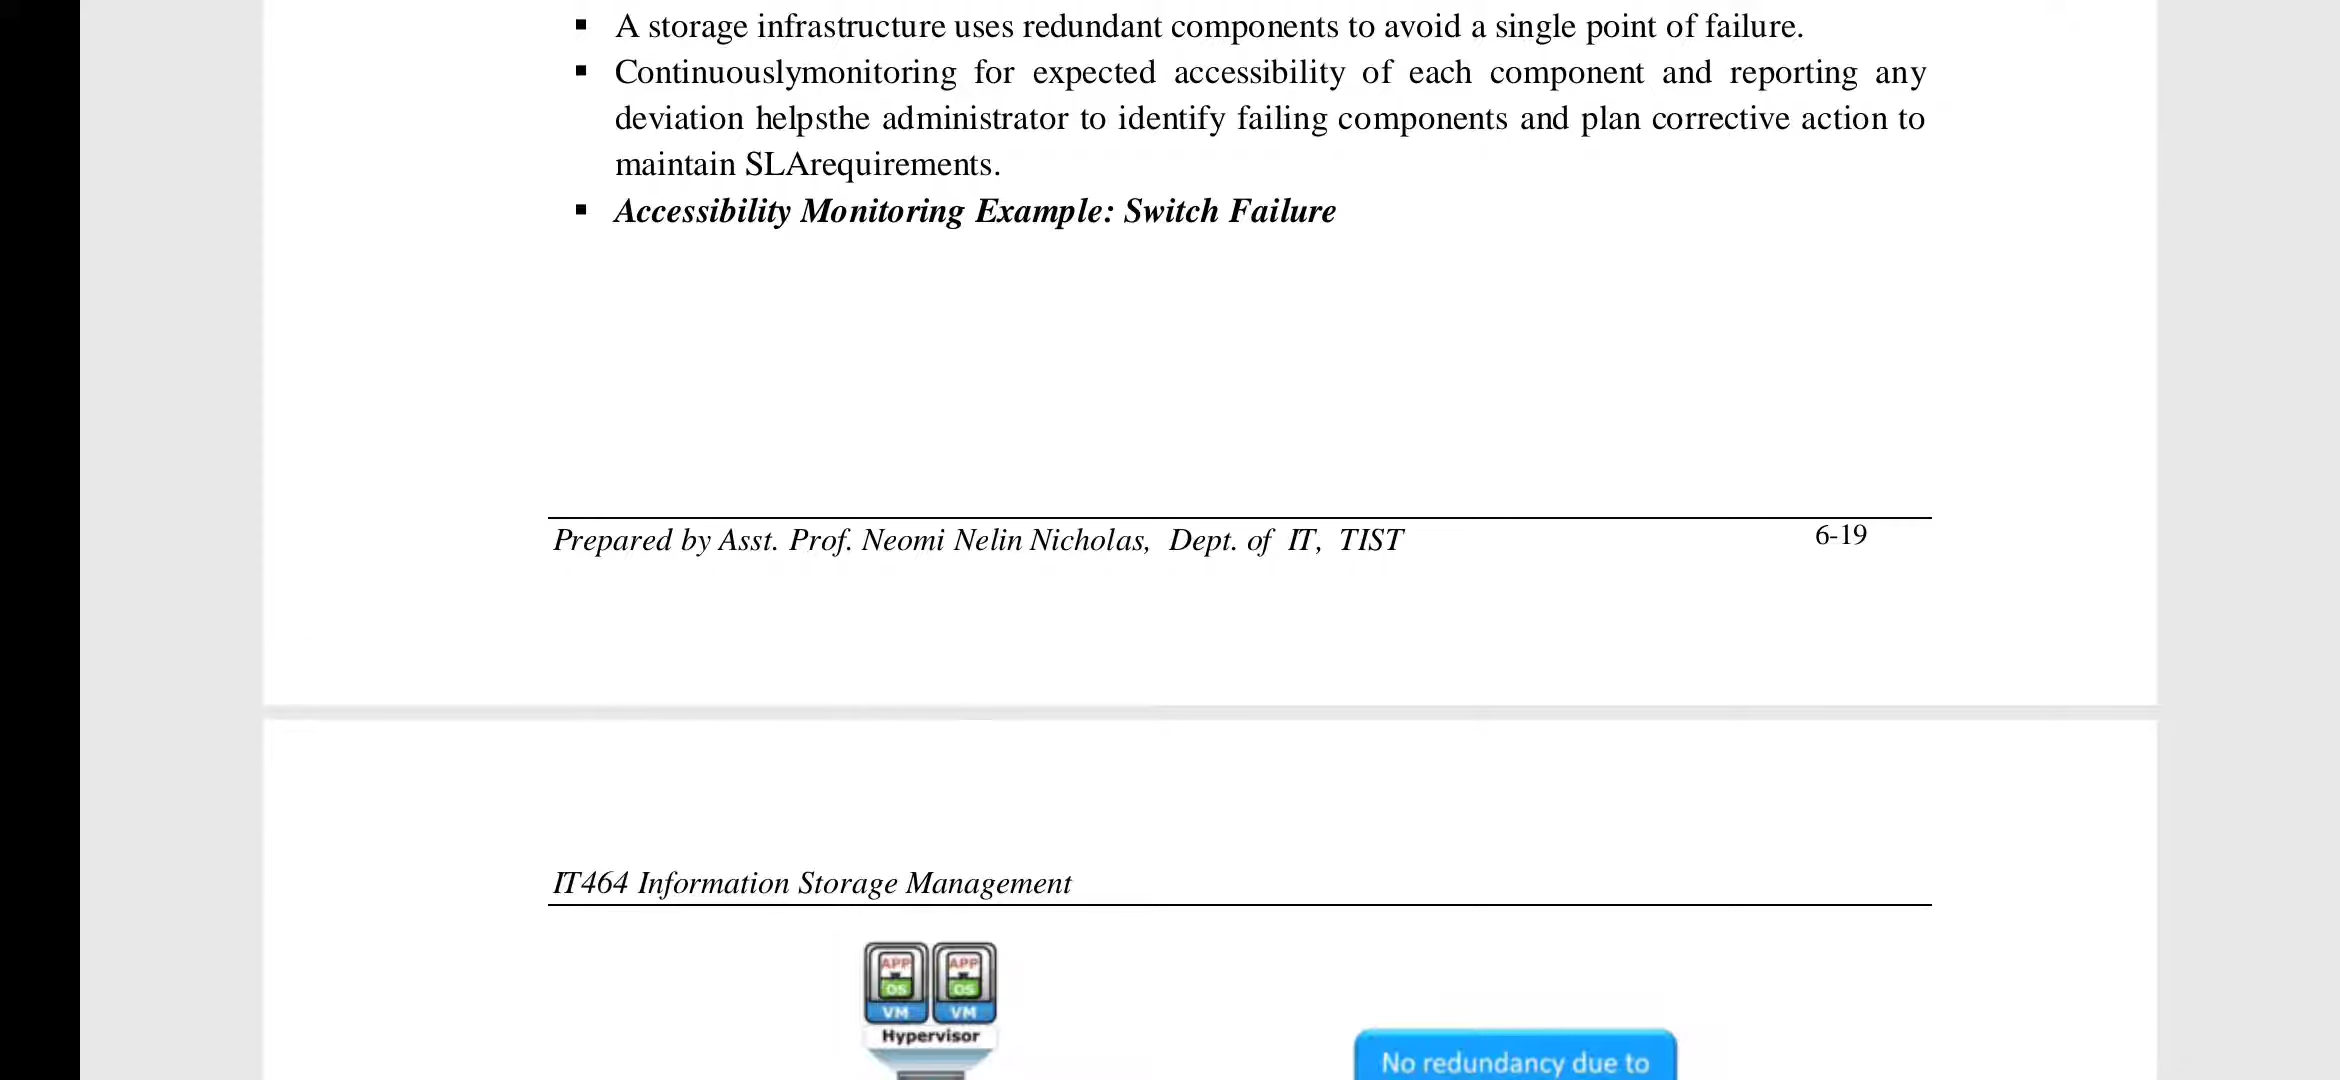 ▪ A storage infrastructure uses redundant components to avoid a single point of failure.
▪ Continuouslymonitoring for expected accessibility of each component and reporting any
deviation helpsthe administrator to identify failing components and plan corrective action to
maintain SLArequirements.
▪ Accessibility Monitoring Example: Switch Failure
Prepared by Asst. Prof. Neomi Nelin Nicholas, Dept. of IT, TIST 6-19
IT464 Information Storage Management
APP APP
OS OS
VM VM
Hypervisor
No redundancy due to